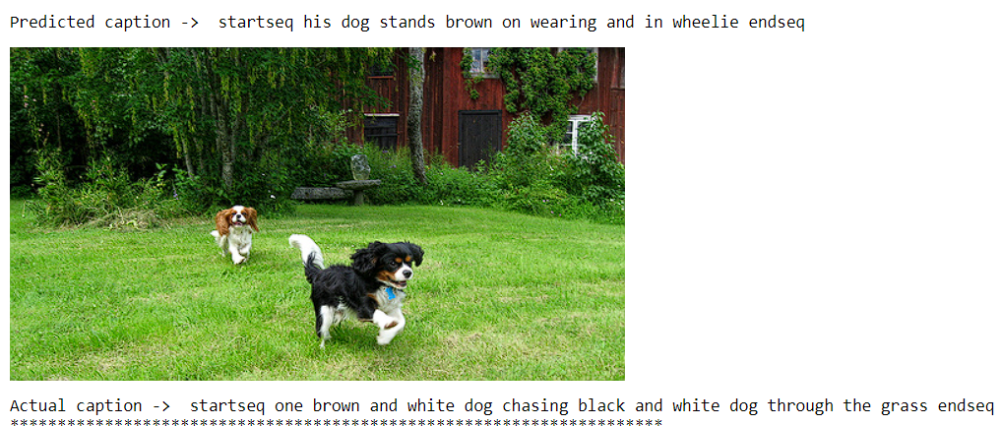 Predicted caption -> startseq his dog stands brown on wearing and in wheelie endseq
Actual caption -> startseq one brown and white dog chasing black and white dog through the grass endseq
*********************************************************************